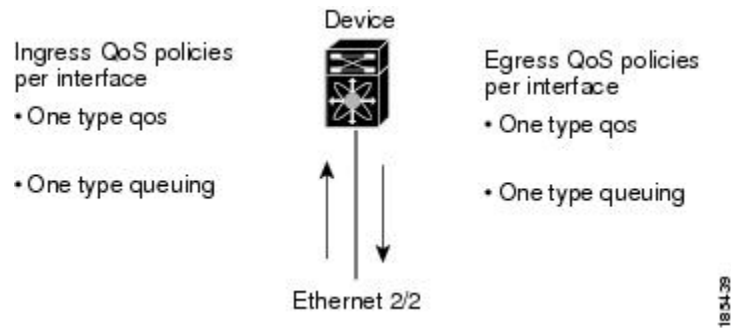 Device
Ingress QoS policies
per interface
• One type qos
• One type queuing
Egress QoS policies
per interface
• One type qos
• One type queuing
Ethernet 2/2
185439